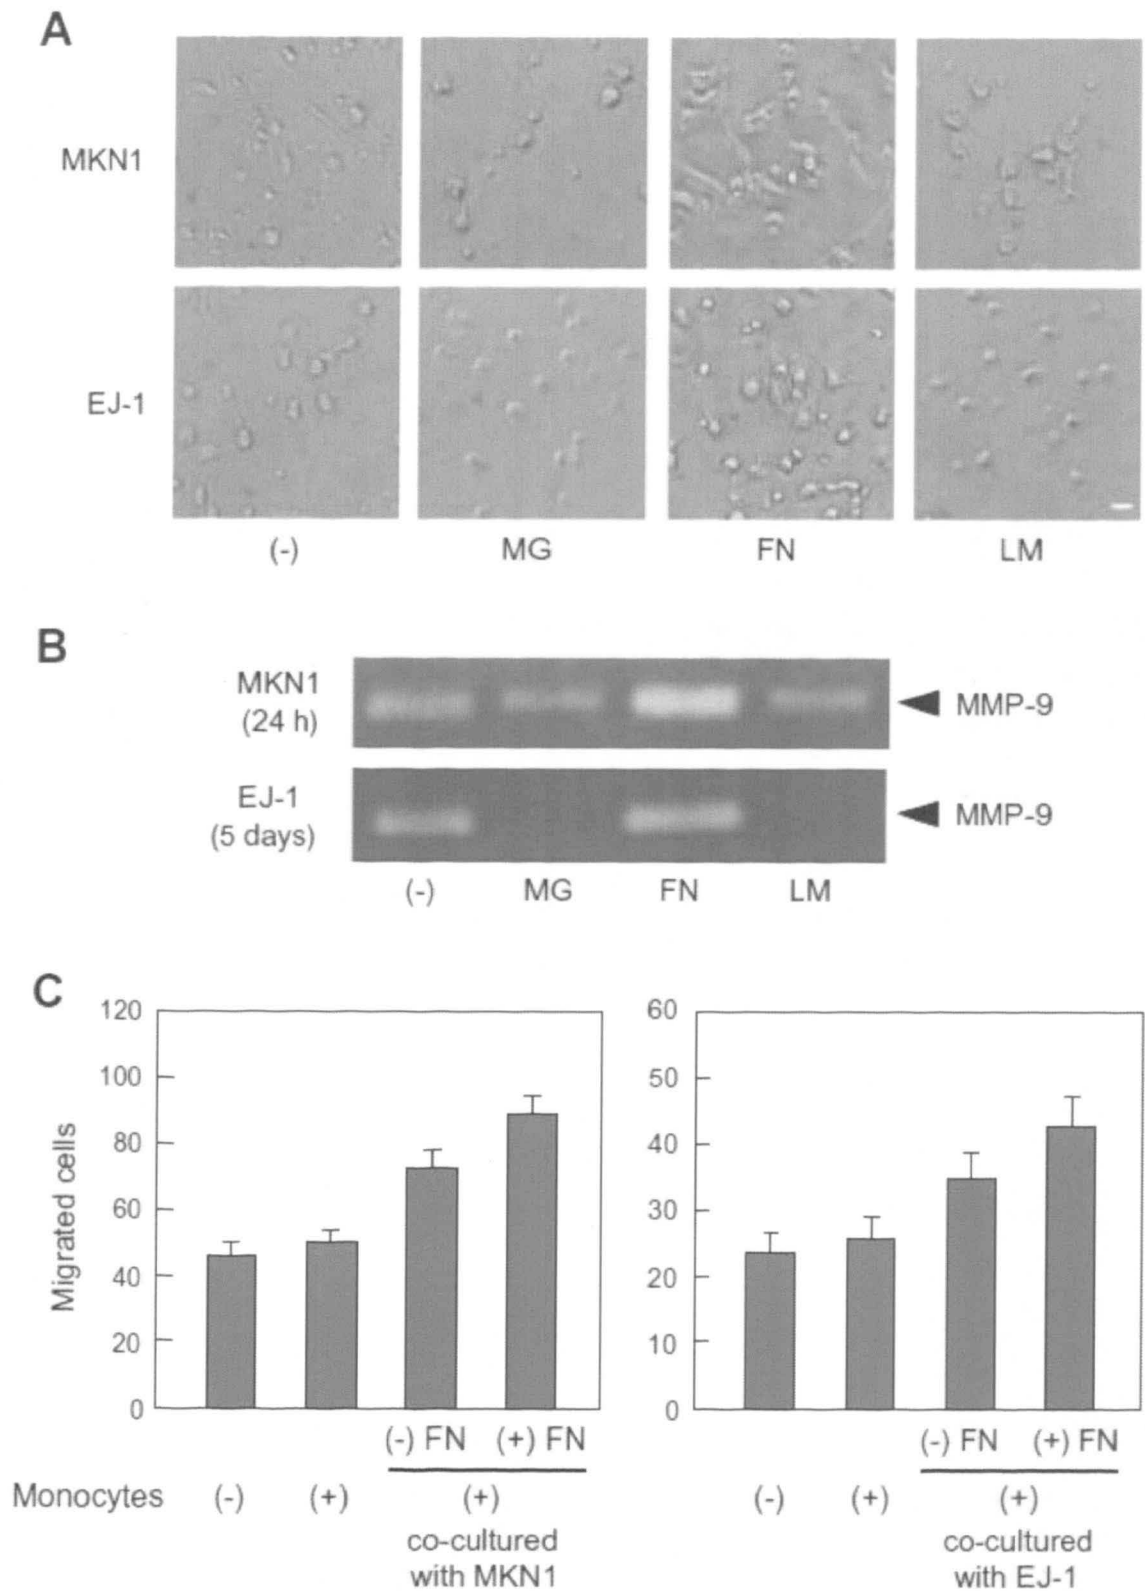 A
MKN1
EJ-1
(-) MG FN LM
B
MKN1
(24 h)
MMP-9
EJ-1
(5 days)
MMP-9
(-) MG FN LM
C
Migrated cells
120
100
80
60
40
20
0
60
50
40
30
20
10
0
(-) FN (+) FN
(-) FN (+) FN
Monocytes (-) (+) (+)
(-) (+) (+)
co-cultured
with MKN1
co-cultured
with EJ-1